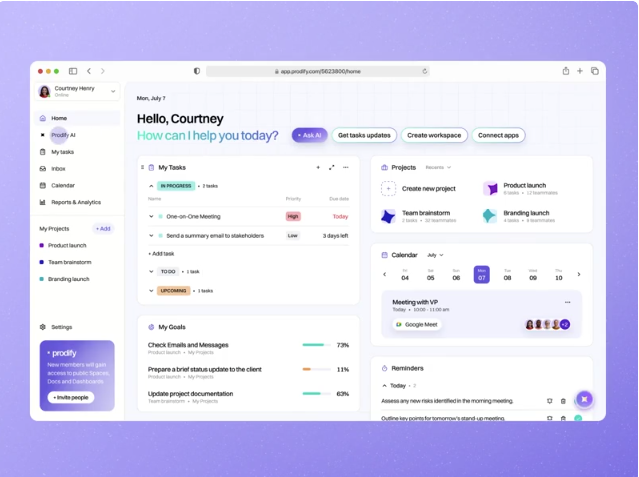 app.prodify.com/5623800/home
Courtney Henry
Online
Home
Prodify AI
My tasks
Inbox
Calendar
Reports & Analytics
My Projects
+ Add
Product launch
Team brainstorm
Branding launch
Settings
prodify
New members will gain
access to public Spaces,
Docs and Dashboards.
+ Invite people
Mon, July 7
Hello, Courtney
How can I help you today?
Ask AI
Get tasks updates
Create workspace
Connect apps
My Tasks
IN PROGRESS • 2 tasks
Name Priority Due date
One-on-One Meeting High Today
Send a summary email to stakeholders Low 3 days left
+ Add task
TO DO • 1 task
UPCOMING • 1 tasks
My Goals
Check Emails and Messages 73%
Product launch • My Projects
Prepare a brief status update to the client 11%
Product launch • My Projects
Update project documentation 63%
Team brainstorm • My Projects
Projects Recents
Create new project
Product launch
6 tasks • 12 teammates
Team brainstorm
2 tasks • 32 teammates
Branding launch
4 tasks • 9 teammates
Calendar July
Fri Sat Sun Mon Tue Wed Thu
04 05 06 07 08 09 10
Meeting with VP
Today • 10:00 - 11:00 am
Google Meet
+2
Reminders
Today • 2
Assess any new risks identified in the morning meeting.
Outline key points for tomorrow's stand-up meeting.